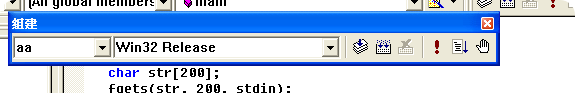 (All global members
main
組建
aa
Win32 Release
char str[200];
fgets(str, 200, stdin);